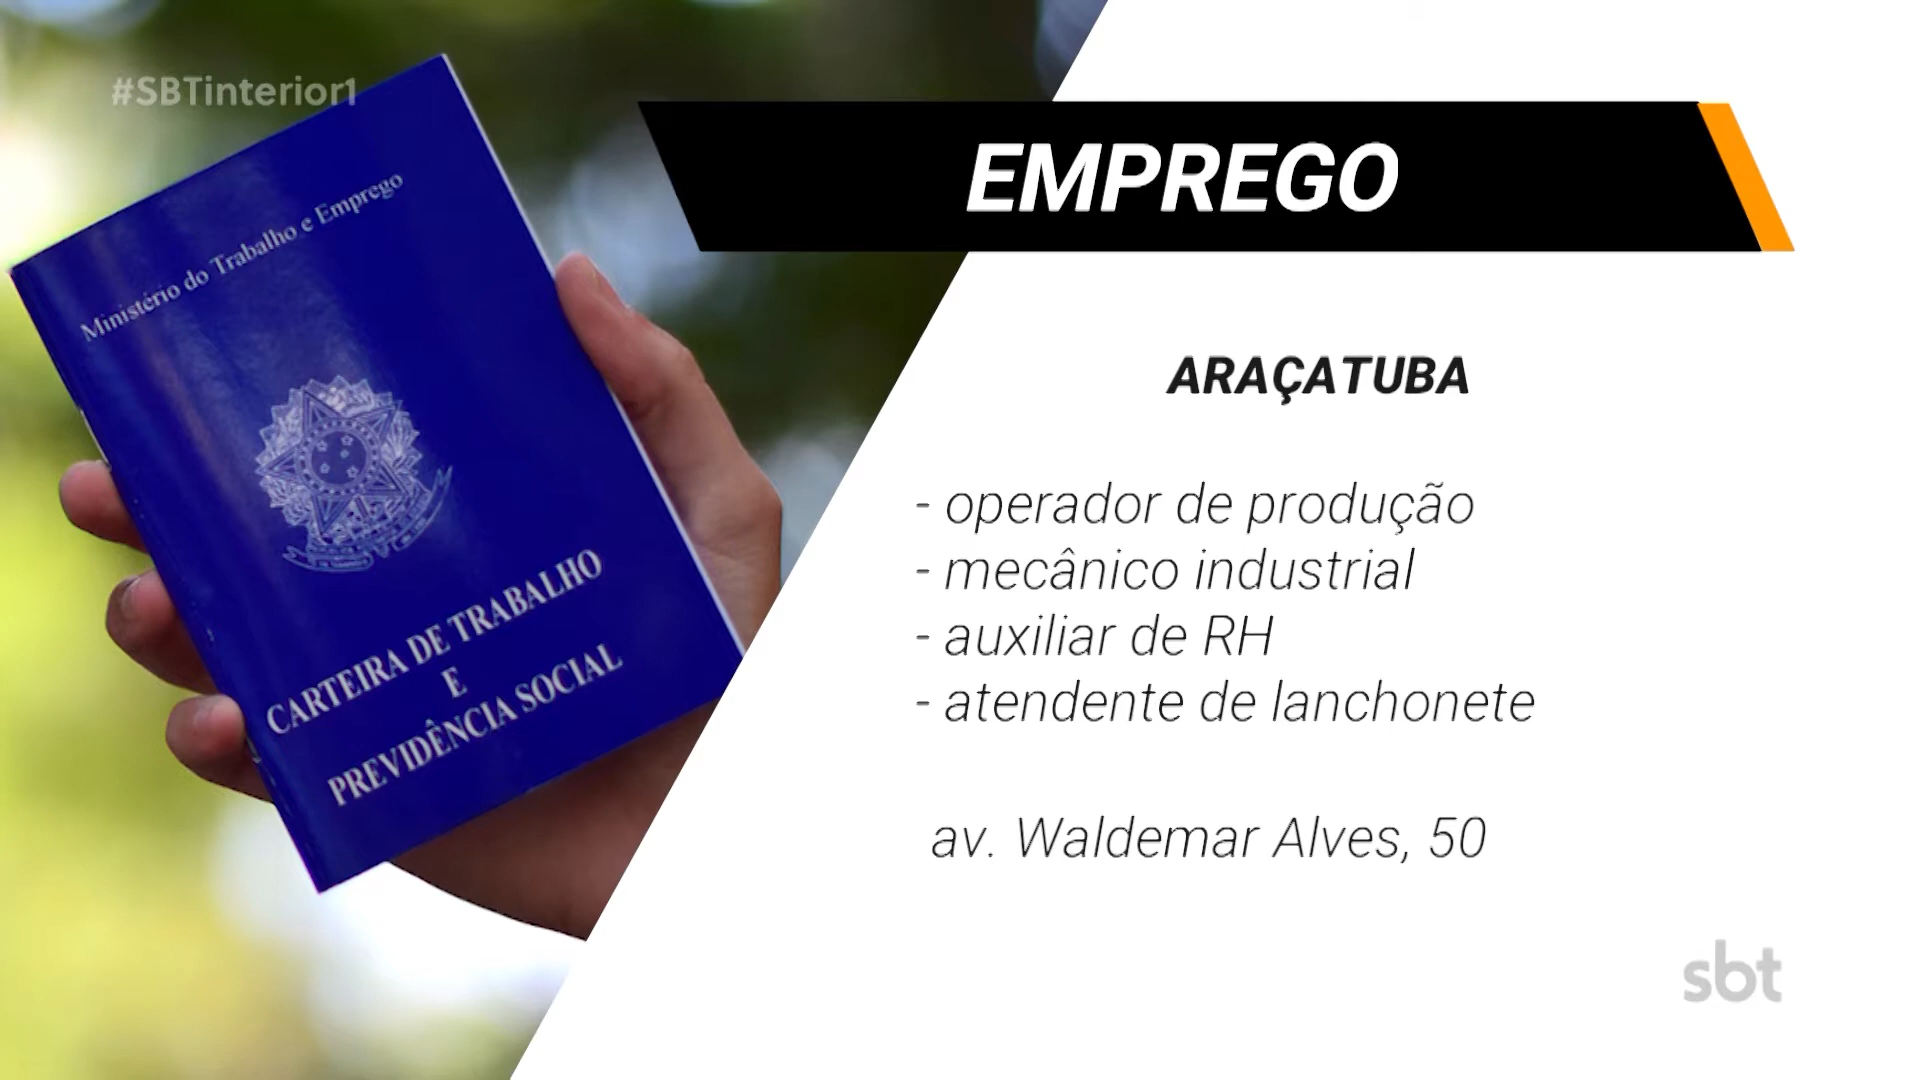 #SBTinterior1
Ministério do Trabalho e Emprego
CARTEIRA DE TRABALHO
E
PREVIDÊNCIA SOCIAL
EMPREGO
ARAÇATUBA
- operador de produção
- mecânico industrial
- auxiliar de RH
- atendente de lanchonete
av. Waldemar Alves, 50
sbt